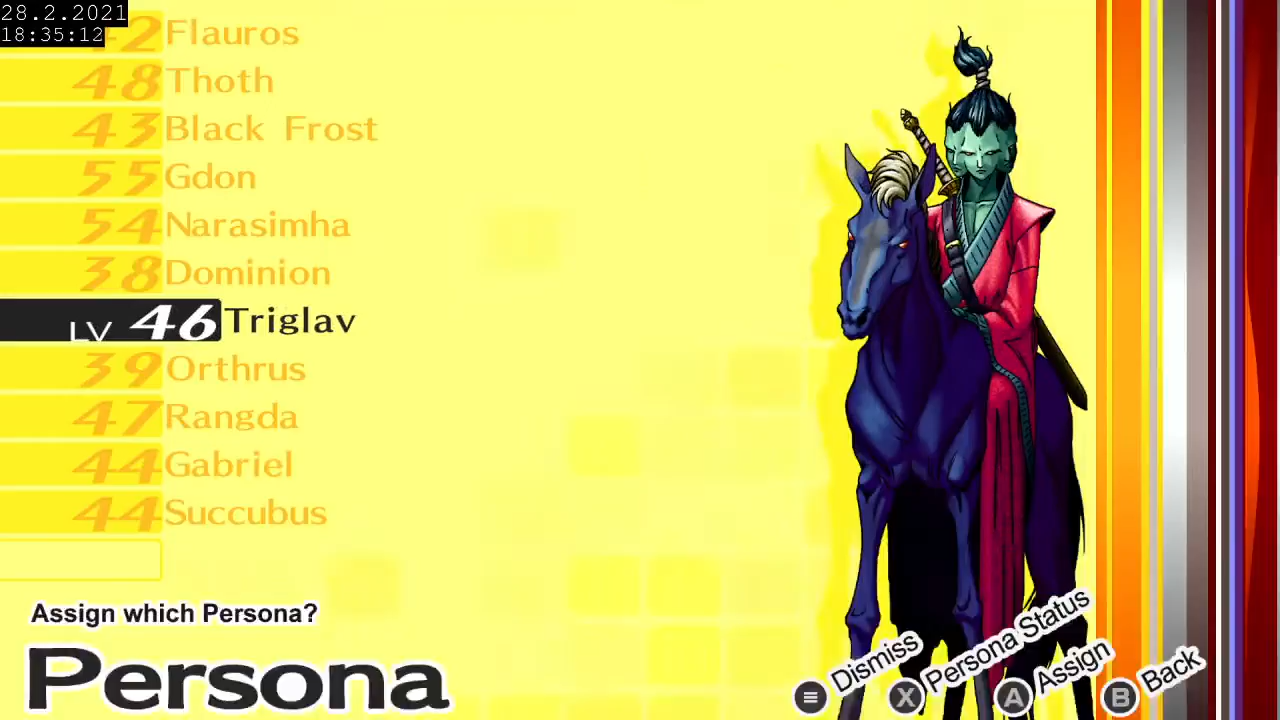 28.2.2021
18:35:12
42 Flauros
48 Thoth
43 Black Frost
55 Gdon
54 Narasimha
38 Dominion
LV 46 Triglav
39 Orthrus
47 Rangda
44 Gabriel
44 Succubus
Assign which Persona?
Persona
≡ Dismiss
X Persona Status
A Assign
B Back